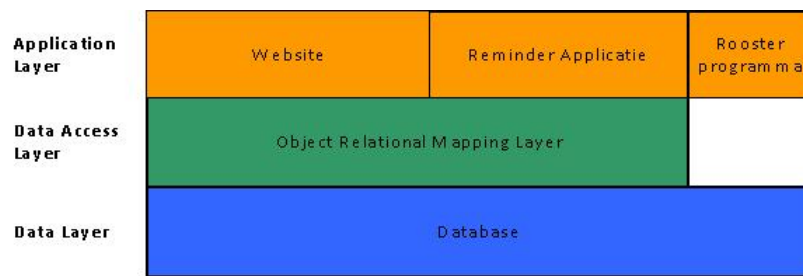 Application
Layer
Website
Reminder Applicatie
Rooster
programma
Data Access
Layer
Object Relational Mapping Layer
Data Layer
Database